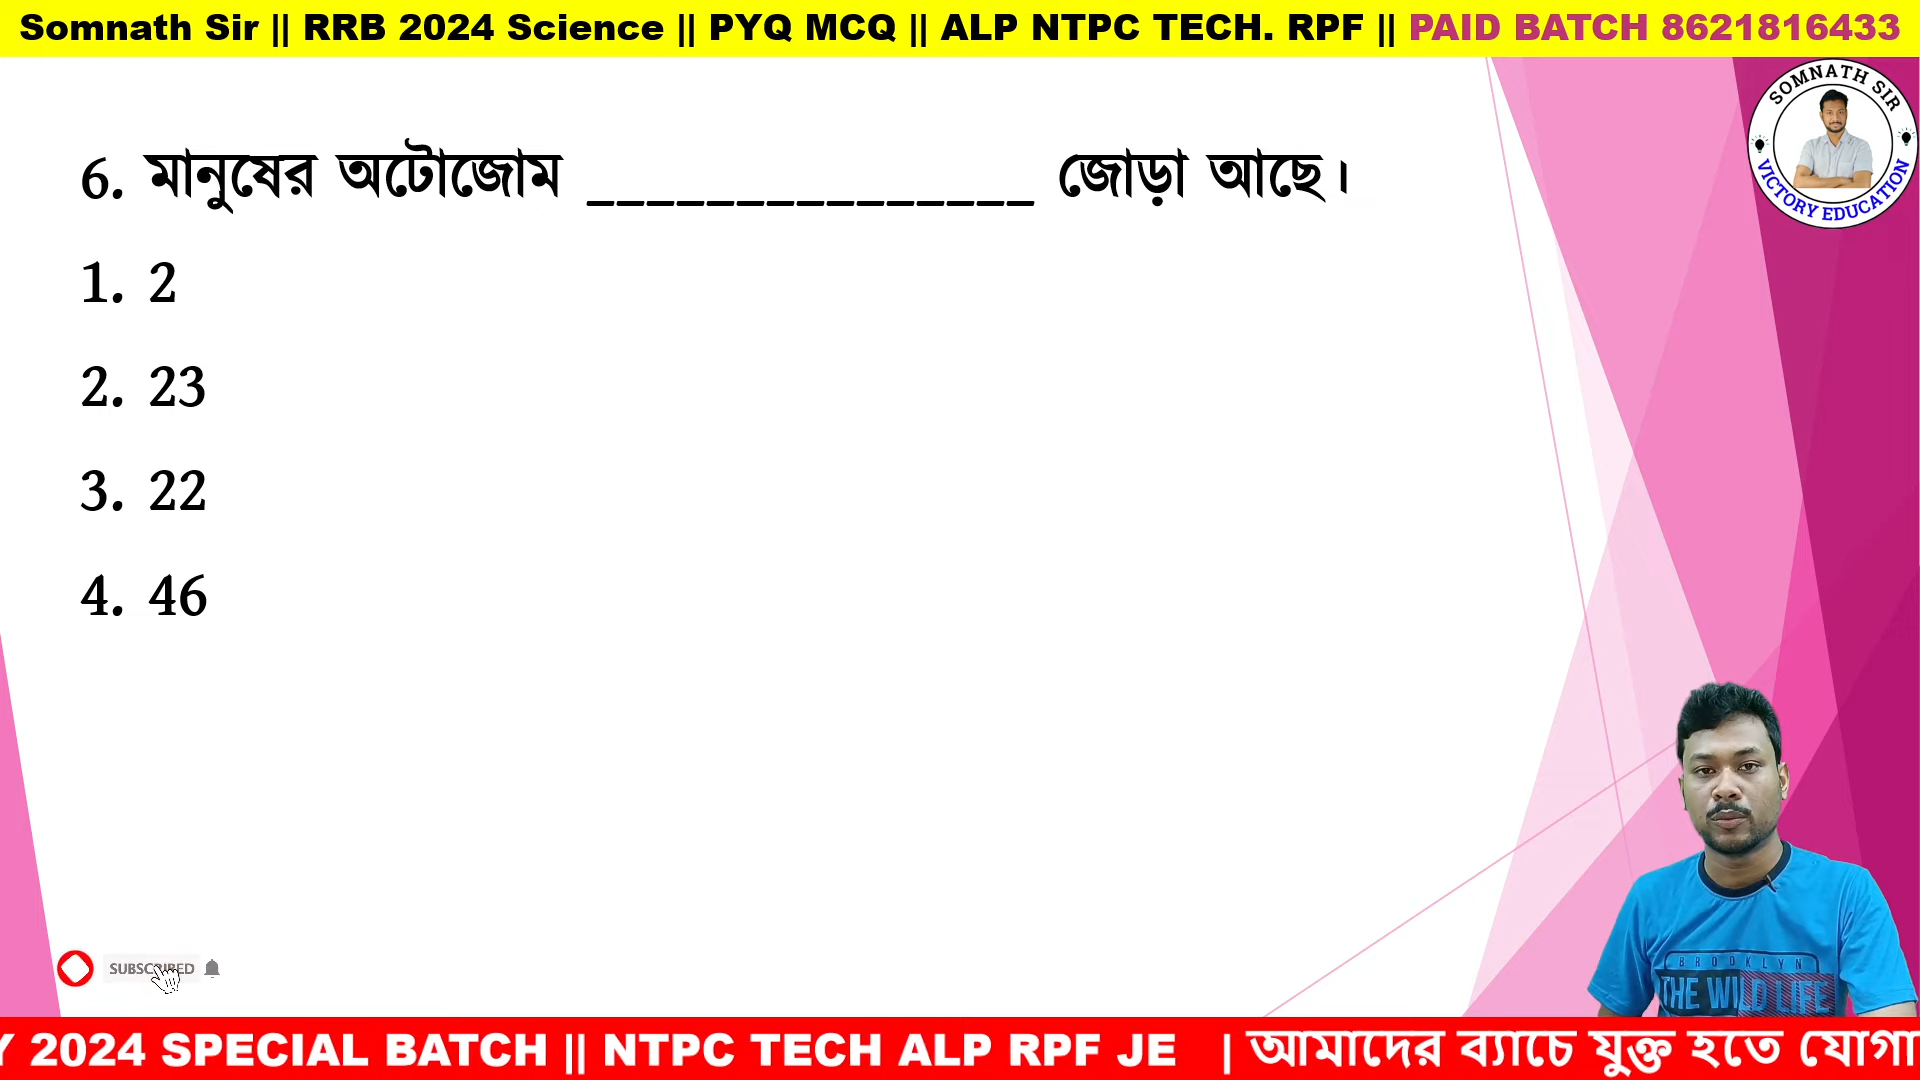 Somnath Sir || RRB 2024 Science || PYQ MCQ || ALP NTPC TECH. RPF || PAID BATCH 8621816433
SOMNATH SIR
VICTORY EDUCATION
6. মানুষের অটোজোম _______________ জোড়া আছে।
1. 2
2. 23
3. 22
4. 46
BROOKLYN
THE WILD LIFE
SUBSCRIBED
Y 2024 SPECIAL BATCH || NTPC TECH ALP RPF JE | আমাদের ব্যাচে যুক্ত হতে যোগা